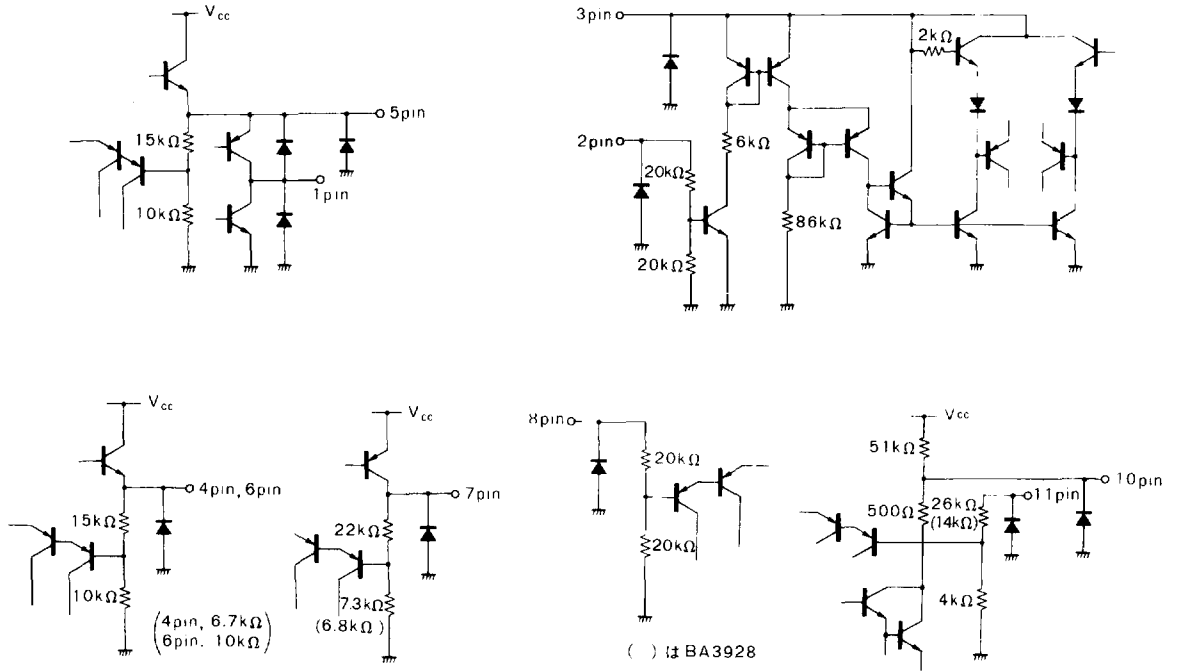 Vcc
5pin
15kΩ
1pin
10kΩ
3pin
2kΩ
2pin
6kΩ
20kΩ
86kΩ
20kΩ
Vcc
4pin, 6pin
15kΩ
10kΩ
(4pin, 6.7kΩ
6pin. 10kΩ)
Vcc
7pin
22kΩ
7.3kΩ
(6.8kΩ)
8pin
20kΩ
20kΩ
( ) はBA3928
Vcc
51kΩ
10pin
11pin
500Ω
26kΩ
(14kΩ)
4kΩ